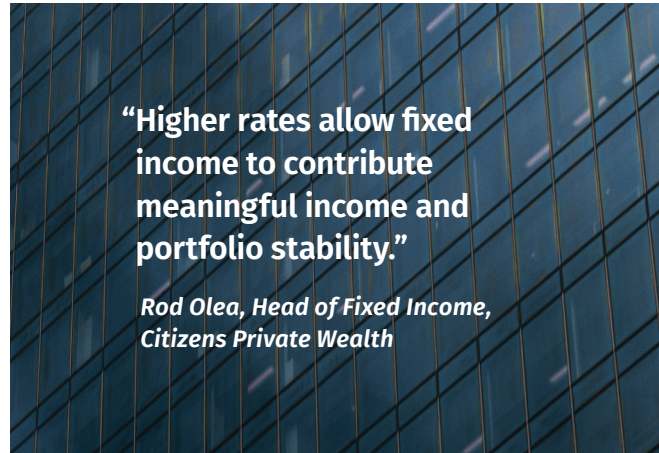 “Higher rates allow fixed
income to contribute
meaningful income and
portfolio stability.”
Rod Olea, Head of Fixed Income,
Citizens Private Wealth